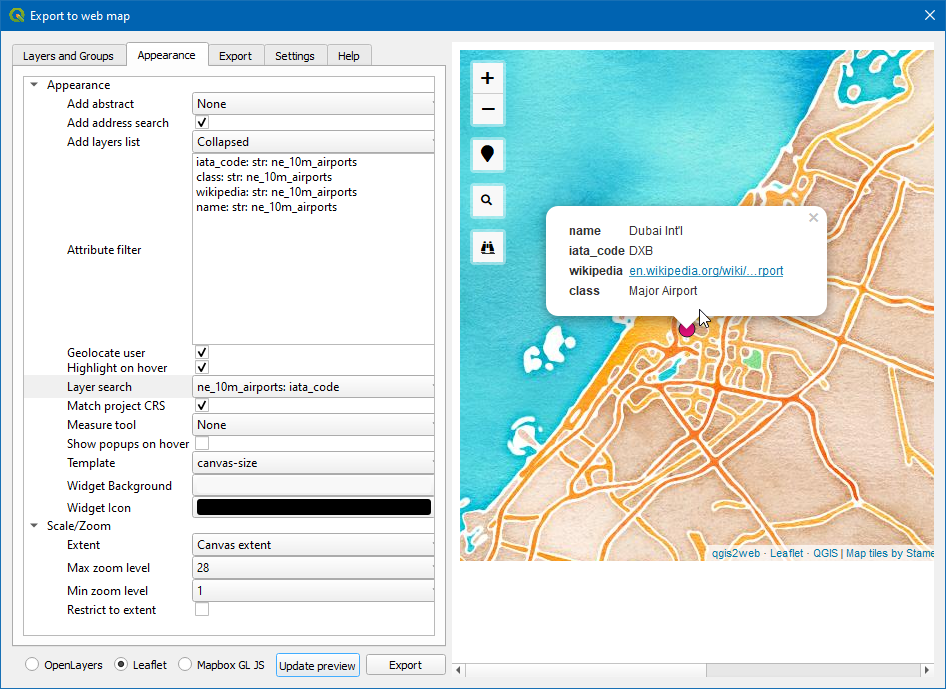 Export to web map
Layers and Groups
Appearance
Export
Settings
Help
Appearance
Add abstract
None
Add address search
Add layers list
Collapsed
Attribute filter
iata_code: str: ne_10m_airports
class: str: ne_10m_airports
wikipedia: str: ne_10m_airports
name: str: ne_10m_airports
Geolocate user
Highlight on hover
Layer search
ne_10m_airports: iata_code
Match project CRS
Measure tool
None
Show popups on hover
Template
canvas-size
Widget Background
Widget Icon
Scale/Zoom
Extent
Canvas extent
Max zoom level
28
Min zoom level
1
Restrict to extent
OpenLayers
Leaflet
Mapbox GL JS
Update preview
Export
+
−
×
name Dubai Int'l
iata_code DXB
wikipedia en.wikipedia.org/wiki/...rport
class Major Airport
qgis2web · Leaflet · QGIS | Map tiles by Stame